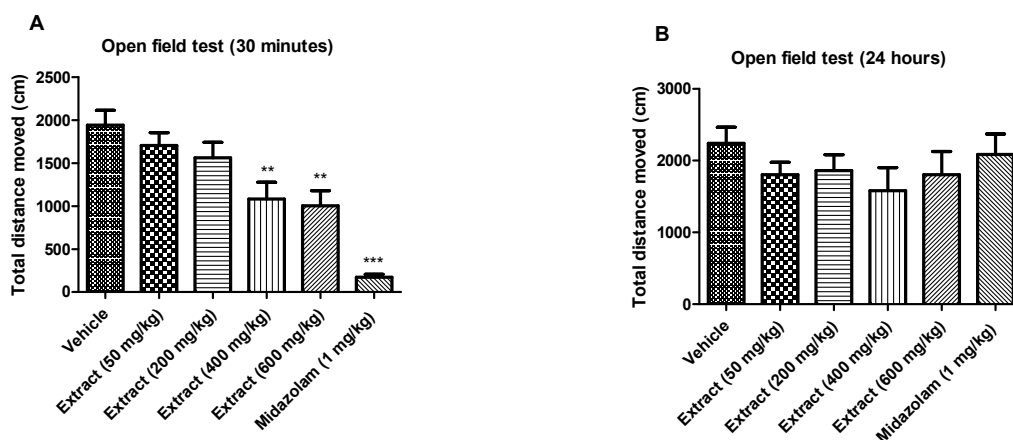 A
Open field test (30 minutes)
Total distance moved (cm)
2500
2000
1500
1000
500
0
**
**
***
Vehicle
Extract (50 mg/kg)
Extract (200 mg/kg)
Extract (400 mg/kg)
Extract (600 mg/kg)
Midazolam (1 mg/kg)
B
Open field test (24 hours)
Total distance moved (cm)
3000
2000
1000
0
Vehicle
Extract (50 mg/kg)
Extract (200 mg/kg)
Extract (400 mg/kg)
Extract (600 mg/kg)
Midazolam (1 mg/kg)